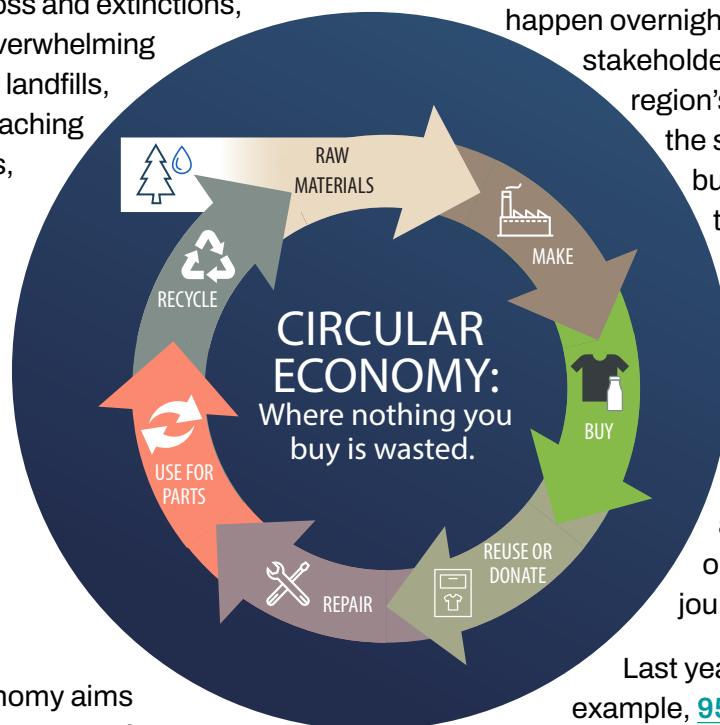 oss and extinctions,
verwhelming
landfills,
aching
s,
happen overnigh
stakeholde
region's
the s
bu
t
RAW
MATERIALS
MAKE
BUY
REUSE OR
DONATE
REPAIR
USE FOR
PARTS
RECYCLE
CIRCULAR
ECONOMY:
Where nothing you
buy is wasted.
o
jou
Last yea
example, 95
nomy aims